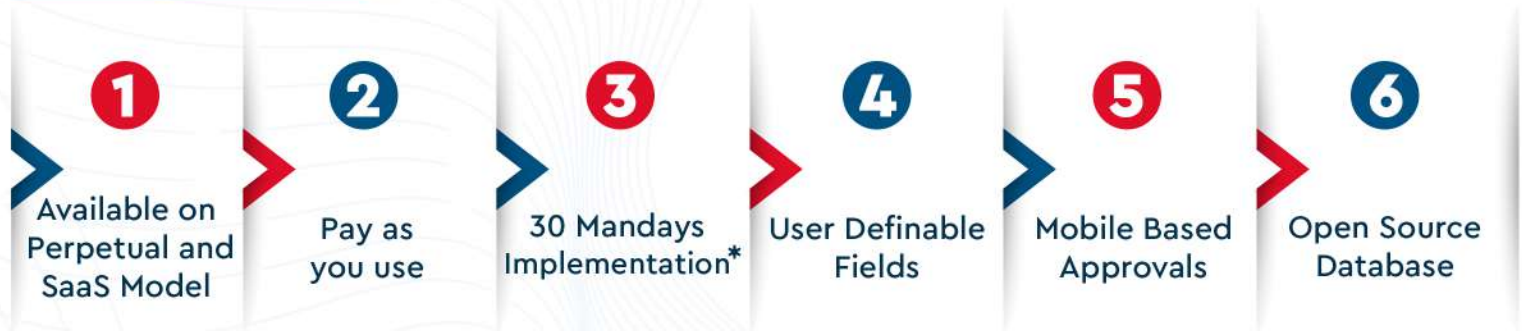 1
Available on
Perpetual and
SaaS Model
2
Pay as
you use
3
30 Mandays
Implementation*
4
User Definable
Fields
5
Mobile Based
Approvals
6
Open Source
Database